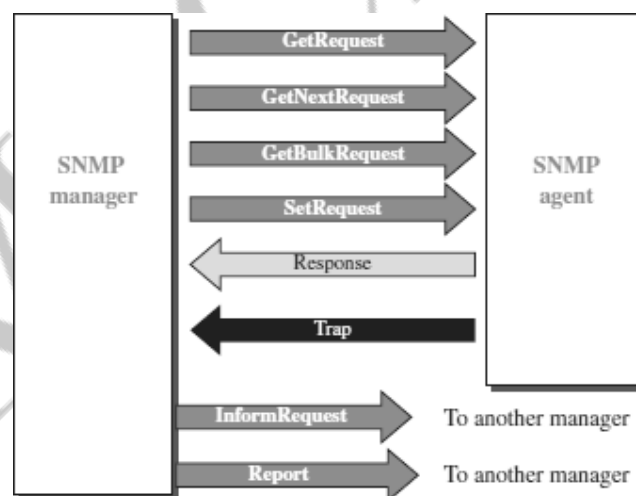 GetRequest
GetNextRequest
GetBulkRequest
SNMP
manager
SNMP
agent
SetRequest
Response
Trap
InformRequest
To another manager
Report
To another manager